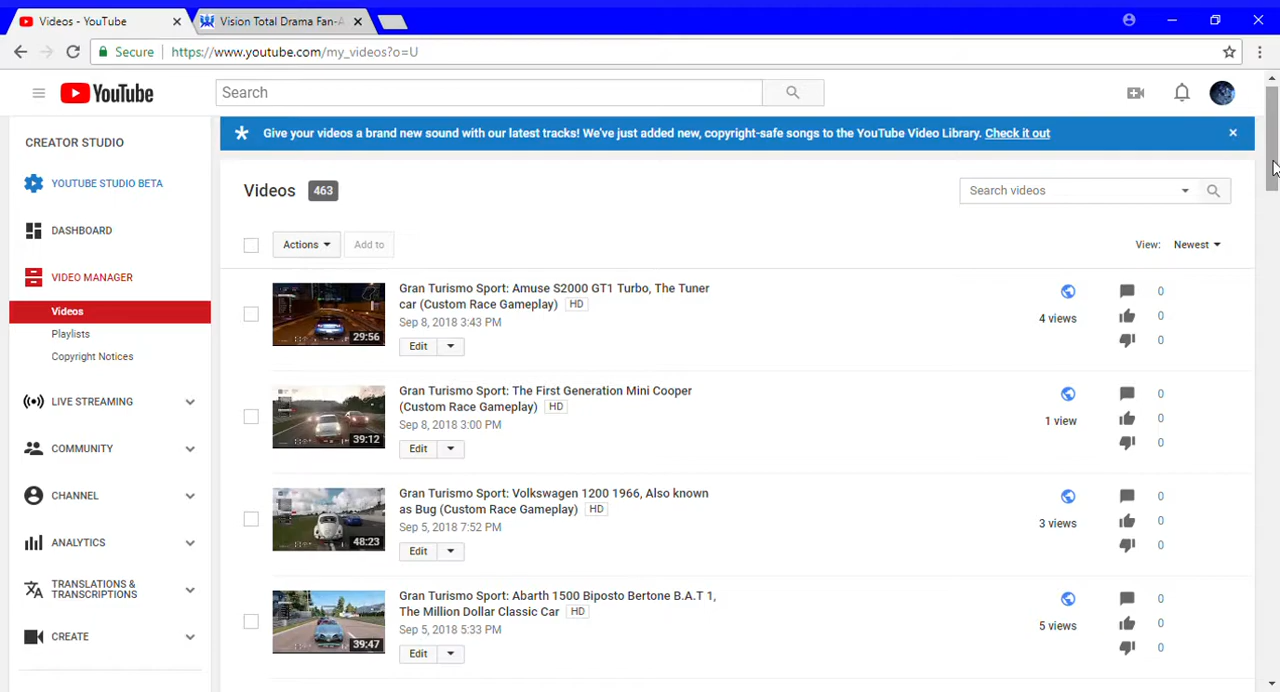 Videos - YouTube
Vision Total Drama Fan-A
Secure
https://www.youtube.com/my_videos?o=U
YouTube
Search
CREATOR STUDIO
YOUTUBE STUDIO BETA
DASHBOARD
VIDEO MANAGER
Videos
Playlists
Copyright Notices
LIVE STREAMING
COMMUNITY
CHANNEL
ANALYTICS
TRANSLATIONS &
TRANSCRIPTIONS
CREATE
Give your videos a brand new sound with our latest tracks! We've just added new, copyright-safe songs to the YouTube Video Library. Check it out
Videos 463
Search videos
Actions
Add to
View: Newest
Gran Turismo Sport: Amuse S2000 GT1 Turbo, The Tuner
car (Custom Race Gameplay) HD
Sep 8, 2018 3:43 PM
Edit
29:56
4 views
0
0
0
Gran Turismo Sport: The First Generation Mini Cooper
(Custom Race Gameplay) HD
Sep 8, 2018 3:00 PM
Edit
39:12
1 view
0
0
0
Gran Turismo Sport: Volkswagen 1200 1966, Also known
as Bug (Custom Race Gameplay) HD
Sep 5, 2018 7:52 PM
Edit
48:23
3 views
0
0
0
Gran Turismo Sport: Abarth 1500 Biposto Bertone B.A.T 1,
The Million Dollar Classic Car HD
Sep 5, 2018 5:33 PM
Edit
39:47
5 views
0
0
0